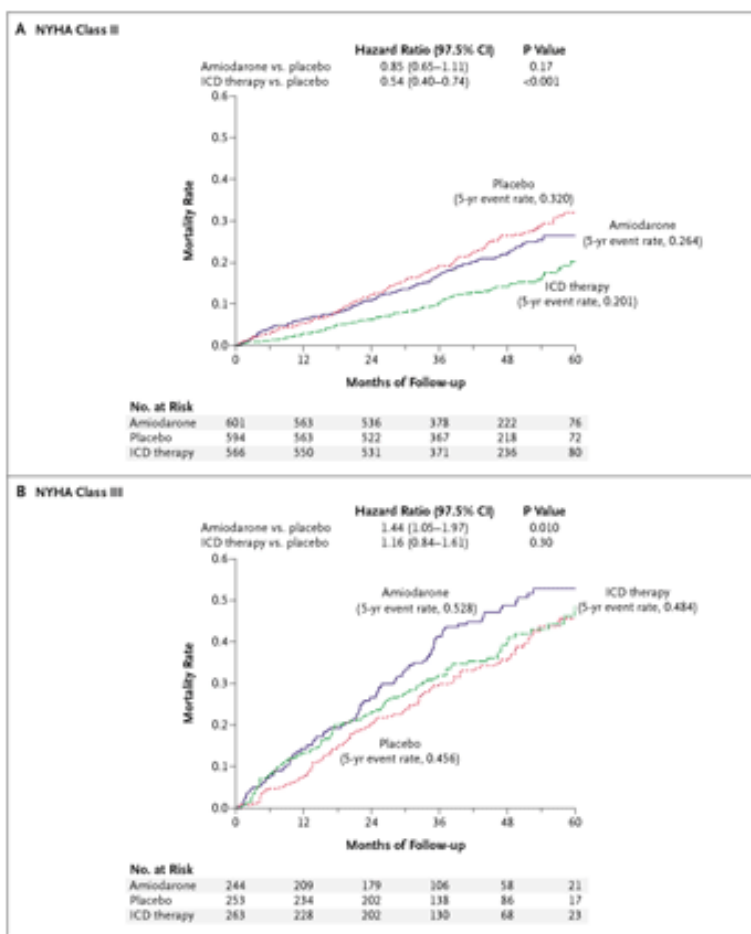 A NYHA Class II
Hazard Ratio (97.5% CI) P Value
Amiodarone vs. placebo 0.85 (0.65–1.11) 0.17
ICD therapy vs. placebo 0.54 (0.40–0.74) <0.001
0.6
0.5
0.4
0.3
0.2
0.1
0.0
Mortality Rate
Placebo
(5-yr event rate, 0.320)
Amiodarone
(5-yr event rate, 0.264)
ICD therapy
(5-yr event rate, 0.201)
0 12 24 36 48 60
Months of Follow-up
No. at Risk
Amiodarone 601 563 536 378 222 76
Placebo 594 563 522 367 218 72
ICD therapy 566 550 531 371 236 80
B NYHA Class III
Hazard Ratio (97.5% CI) P Value
Amiodarone vs. placebo 1.44 (1.05–1.97) 0.010
ICD therapy vs. placebo 1.16 (0.84–1.61) 0.30
0.6
0.5
0.4
0.3
0.2
0.1
0.0
Mortality Rate
Amiodarone
(5-yr event rate, 0.528)
ICD therapy
(5-yr event rate, 0.484)
Placebo
(5-yr event rate, 0.456)
0 12 24 36 48 60
Months of Follow-up
No. at Risk
Amiodarone 244 209 179 106 58 21
Placebo 253 234 202 138 86 17
ICD therapy 263 228 202 130 68 23